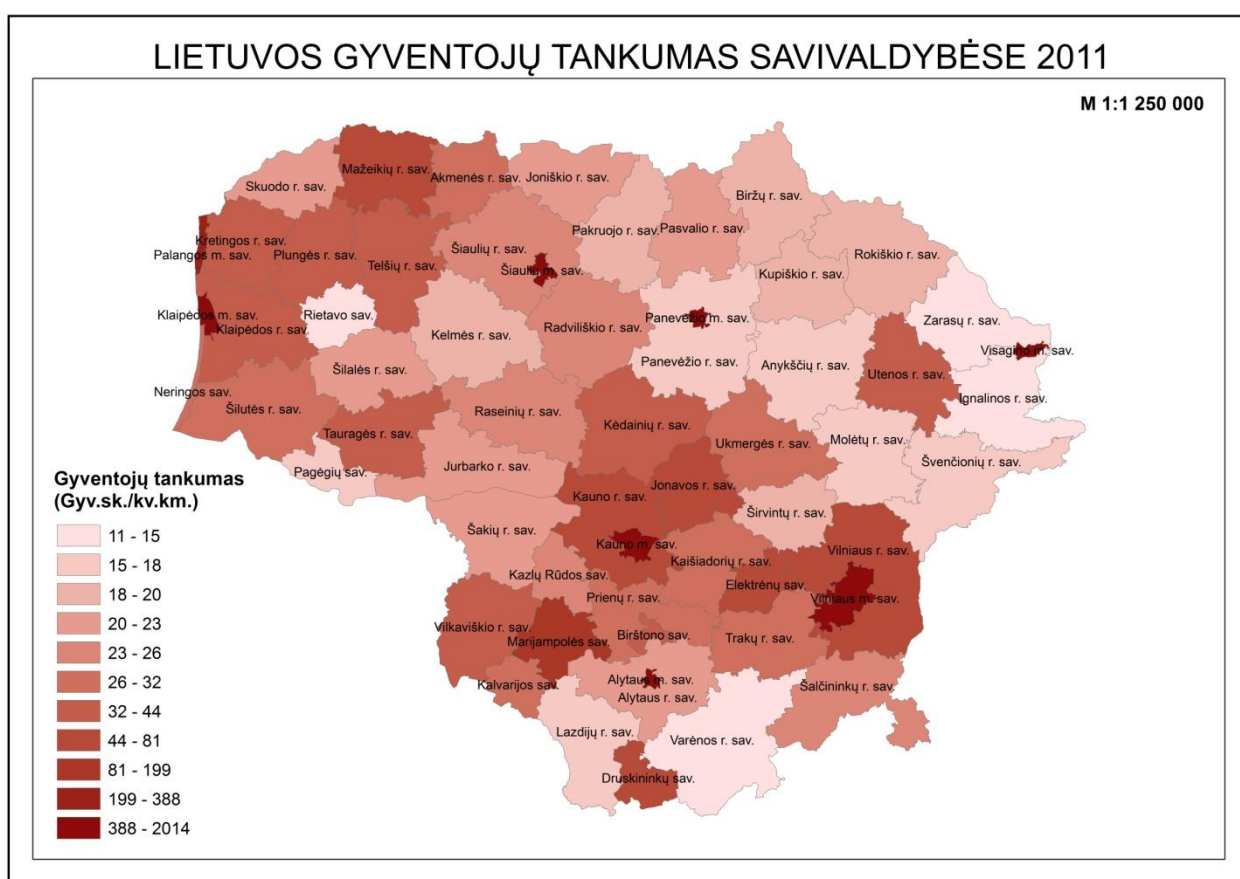 LIETUVOS GYVENTOJŲ TANKUMAS SAVIVALDYBĖSE 2011
M 1:1 250 000
Mažeikių r. sav.
Akmenės r. sav.
Joniškio r. sav.
Skuodo r. sav.
Biržų r. sav.
Pakruojo r. sav.
Pasvalio r. sav.
Kretingos r. sav.
Palangos m. sav.
Plungės r. sav.
Telšių r. sav.
Šiaulių r. sav.
Šiaulių m. sav.
Rokiškio r. sav.
Kupiškio r. sav.
Klaipėdos m. sav.
Klaipėdos r. sav.
Rietavo sav.
Kelmės r. sav.
Radviliškio r. sav.
Panevėžio m. sav.
Panevėžio r. sav.
Zarasų r. sav.
Visagino m. sav.
Anykščių r. sav.
Utenos r. sav.
Ignalinos r. sav.
Šilalės r. sav.
Neringos sav.
Šilutės r. sav.
Raseinių r. sav.
Tauragės r. sav.
Kėdainių r. sav.
Ukmergės r. sav.
Molėtų r. sav.
Švenčionių r. sav.
Pagėgių sav.
Jurbarko r. sav.
Jonavos r. sav.
Kauno r. sav.
Širvintų r. sav.
Šakių r. sav.
Kauno m. sav.
Kaišiadorių r. sav.
Vilniaus r. sav.
Kazlų Rūdos sav.
Elektrėnų sav.
Prienų r. sav.
Vilniaus m. sav.
Vilkaviškio r. sav.
Marijampolės sav.
Birštono sav.
Trakų r. sav.
Kalvarijos sav.
Alytaus m. sav.
Alytaus r. sav.
Šalčininkų r. sav.
Lazdijų r. sav.
Varėnos r. sav.
Druskininkų sav.
Gyventojų tankumas
(Gyv.sk./kv.km.)
11 - 15
15 - 18
18 - 20
20 - 23
23 - 26
26 - 32
32 - 44
44 - 81
81 - 199
199 - 388
388 - 2014